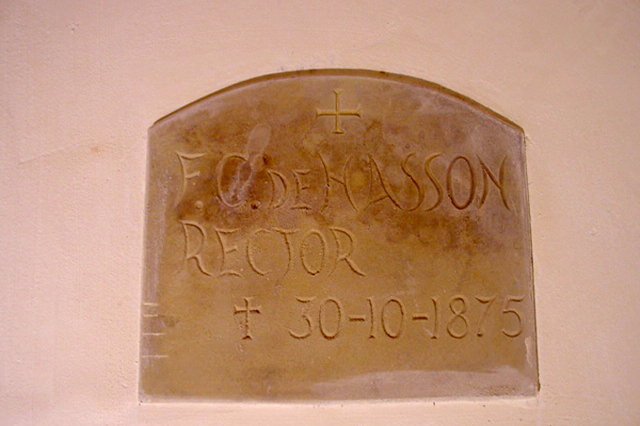 F. C. DE HASSON
RECTOR
† 30-10-1875